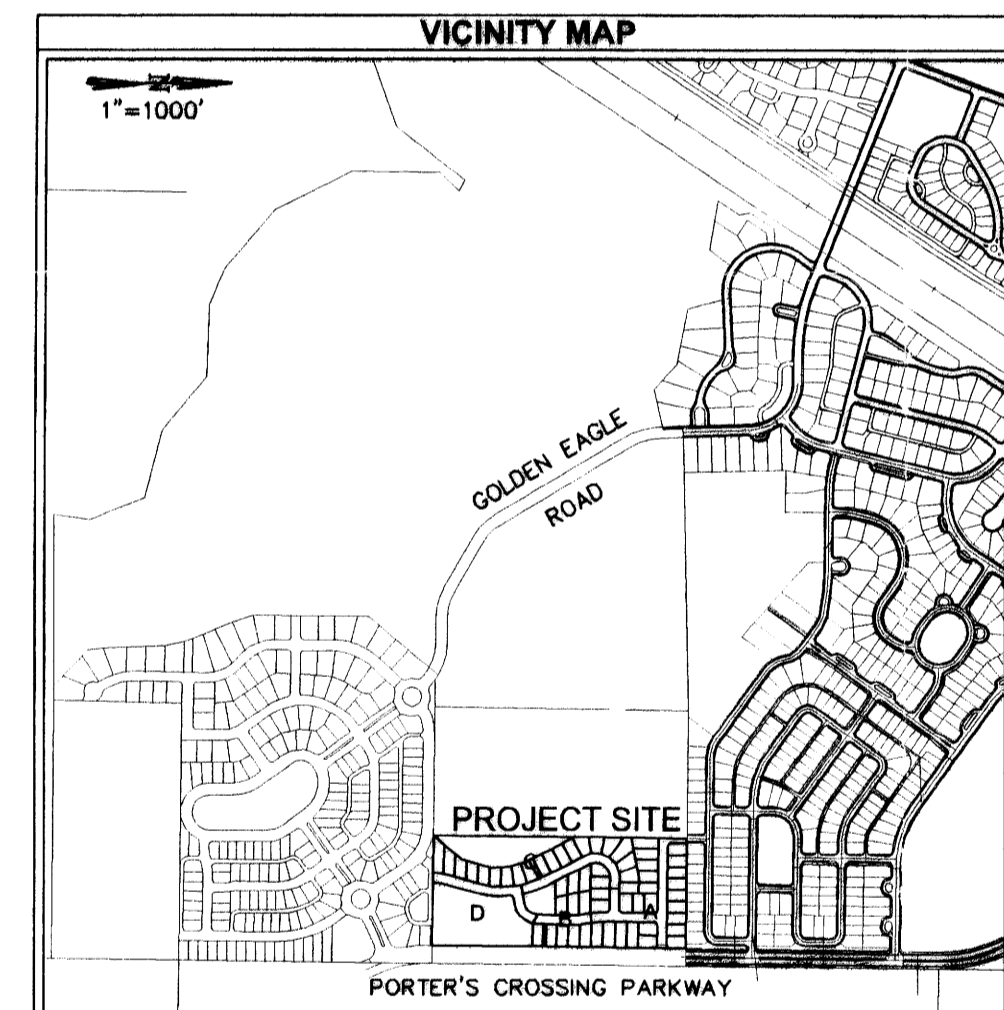 VICINITY MAP
N
1"=1000'
GOLDEN EAGLE
ROAD
PROJECT SITE
C
D
B
A
PORTER'S CROSSING PARKWAY